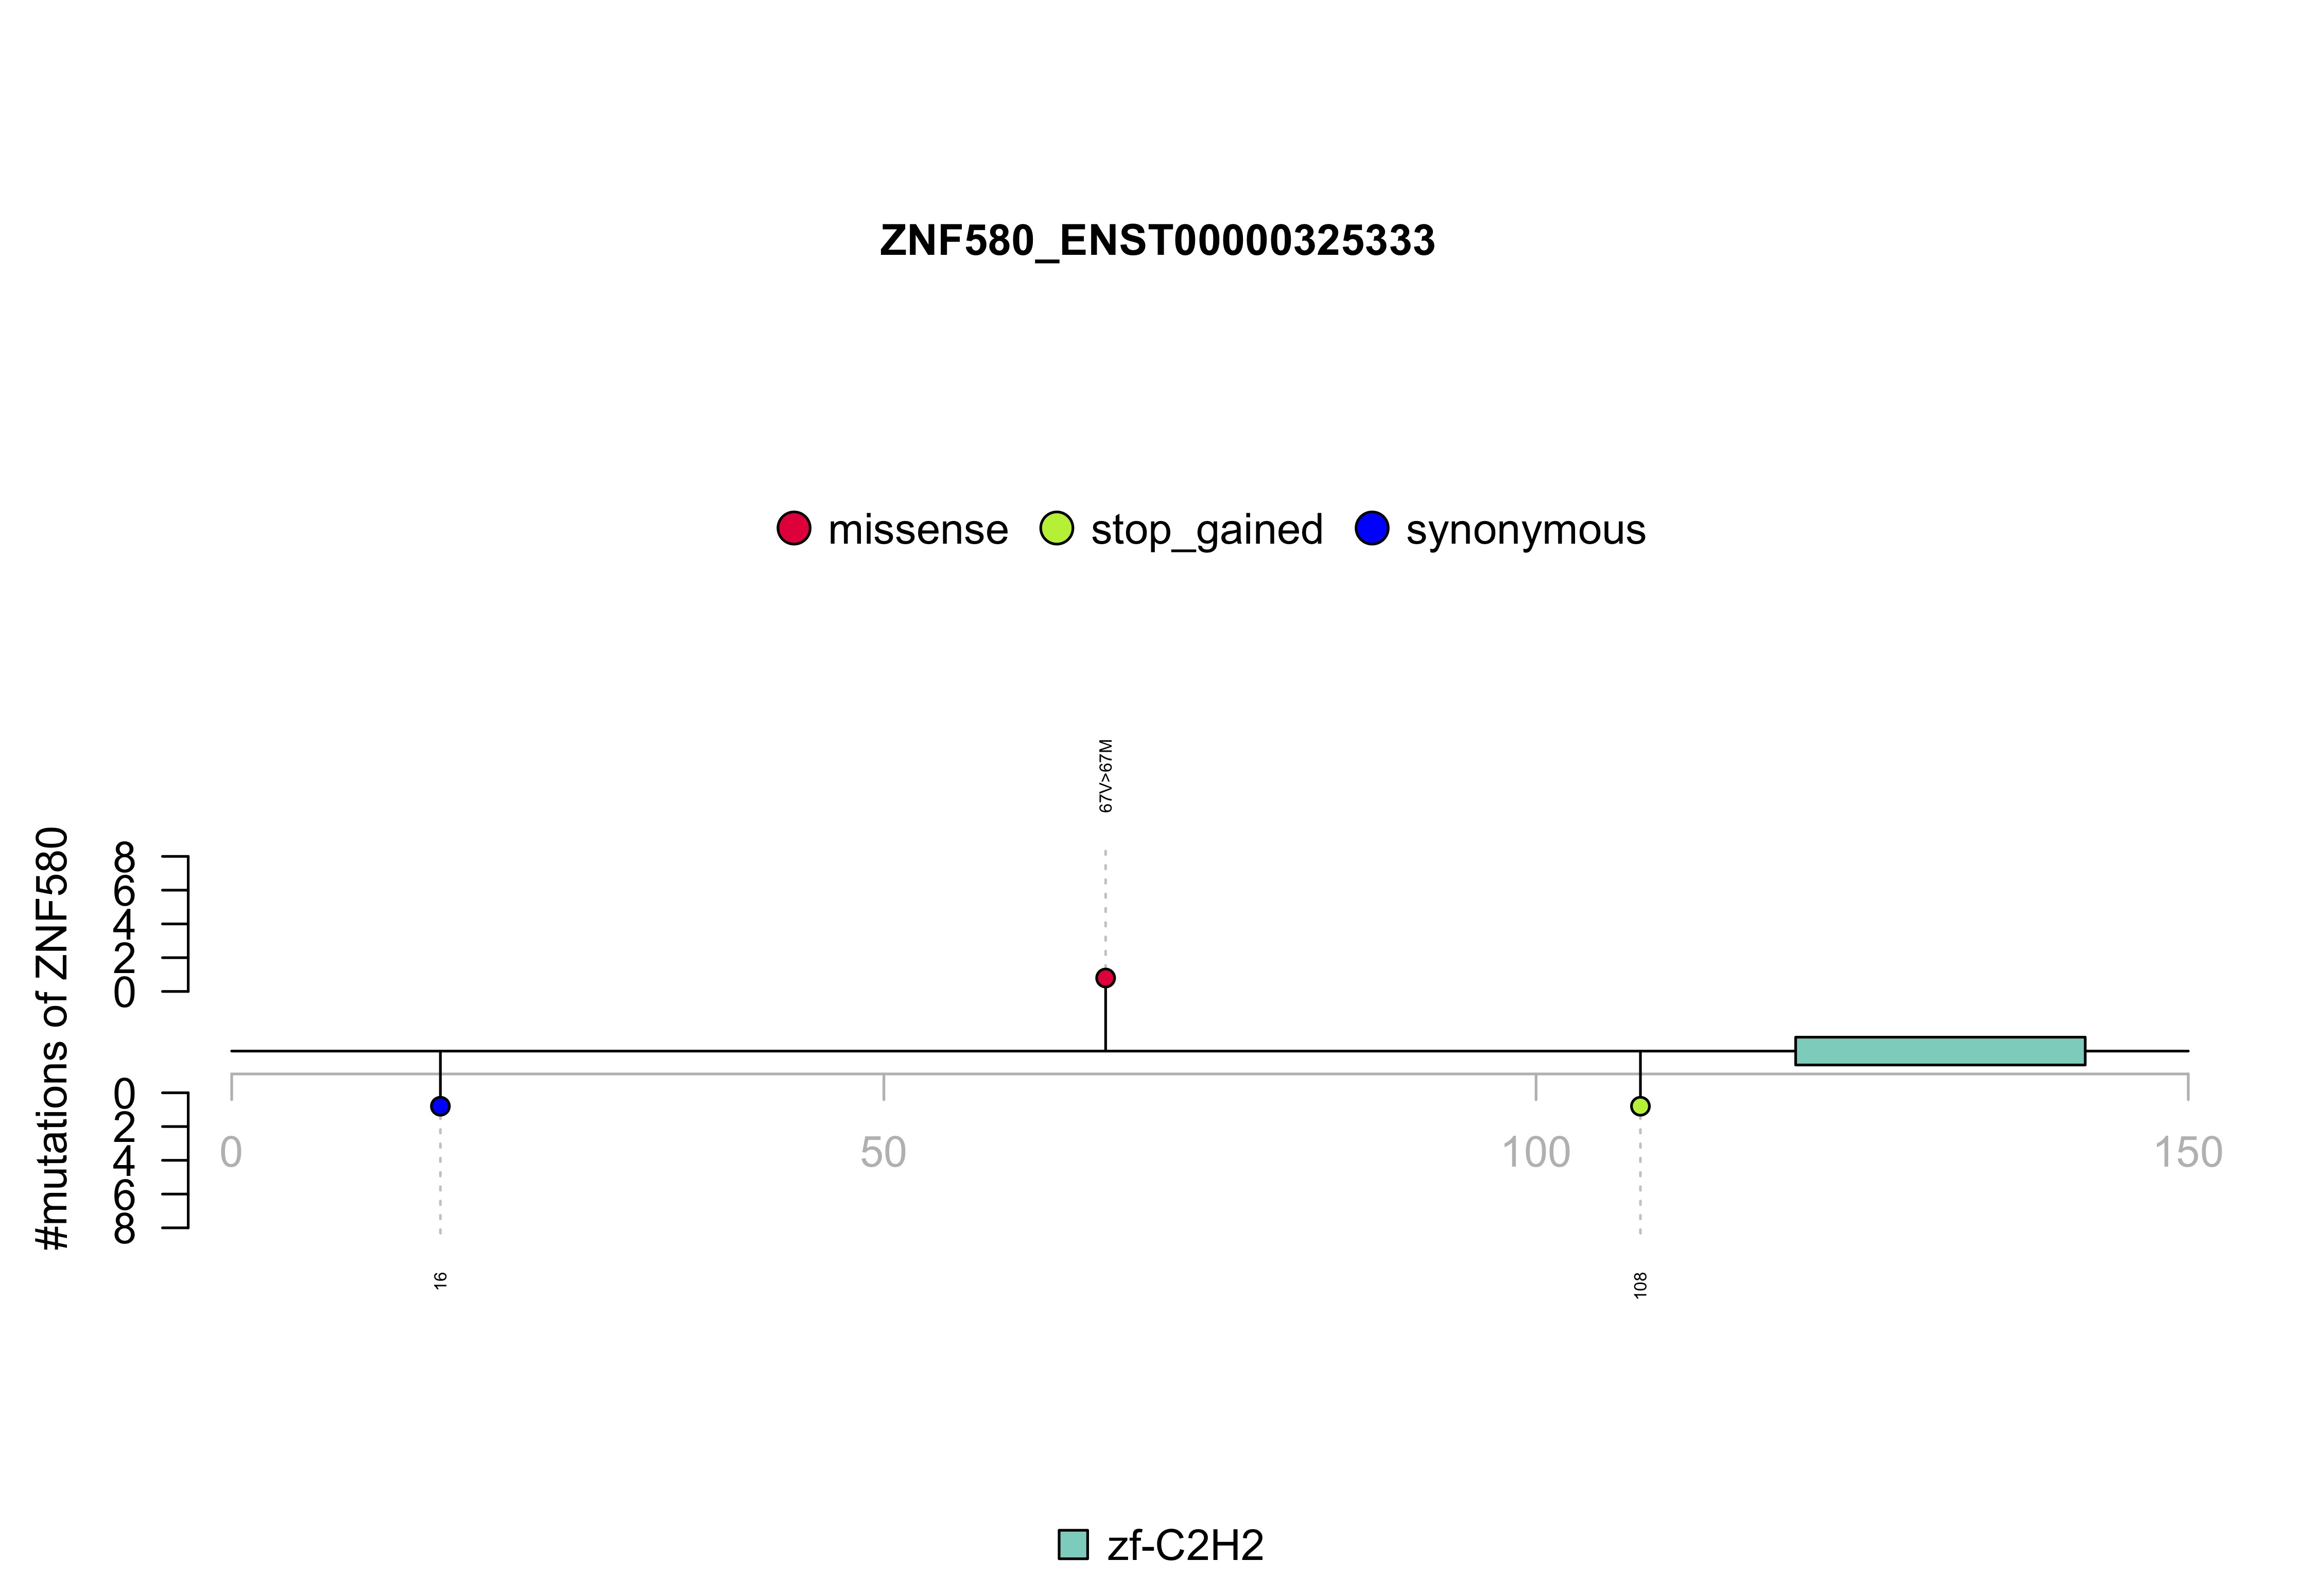 ZNF580_ENST00000325333
missense stop_gained synonymous
67V>67M
#mutations of ZNF580
8
6
4
2
0
0
2
4
6
8
0 50 100 150
16 108
zf-C2H2